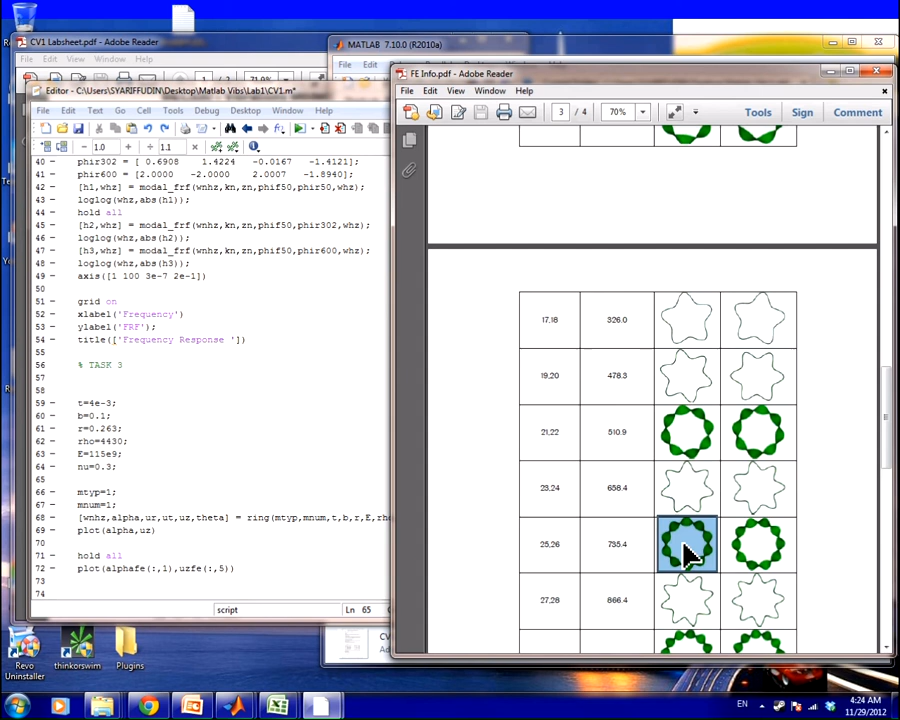 CV1 Labsheet.pdf - Adobe Reader
File Edit View Window Help
MATLAB 7.10.0 (R2010a)
File
Editor - C:\Users\SYARIFFUDIN\Desktop\Matlab Vibs\Lab1\CV1.m*
File Edit Text Go Cell Tools Debug Desktop Window Help
1.0 1.1
40 phir302 = [ 0.6908 1.4224 -0.0167 -1.4121];
41 phir600 = [2.0000 -2.0000 2.0007 -1.8940];
42 [h1,whz] = modal_frf(wnhz,kn,zn,phif50,phir50,whz);
43 loglog(whz,abs(h1));
44 hold all
45 [h2,whz] = modal_frf(wnhz,kn,zn,phif50,phir302,whz);
46 loglog(whz,abs(h2));
47 [h3,whz] = modal_frf(wnhz,kn,zn,phif50,phir600,whz);
48 loglog(whz,abs(h3));
49 axis([1 100 3e-7 2e-1])
50
51 grid on
52 xlabel('Frequency')
53 ylabel('FRF');
54 title(['Frequency Response '])
55
56 % TASK 3
57
58
59 t=4e-3;
60 b=0.1;
61 r=0.263;
62 rho=4430;
63 E=115e9;
64 nu=0.3;
65
66 mtyp=1;
67 mnum=1;
68 [wnhz,alpha,ur,ut,uz,theta] = ring(mtyp,mnum,t,b,r,E,rho
69 plot(alpha,uz)
70
71 hold all
72 plot(alphafe(:,1),uzfe(:,5))
73
74
script Ln 65
FE Info.pdf - Adobe Reader
File Edit View Window Help
3 / 4 70% Tools Sign Comment
17,18 326.0
19,20 478.3
21,22 510.9
23,24 658.4
25,26 735.4
27,28 866.4
Revo Uninstaller
thinkorswim
Plugins
EN 4:24 AM
11/29/2012